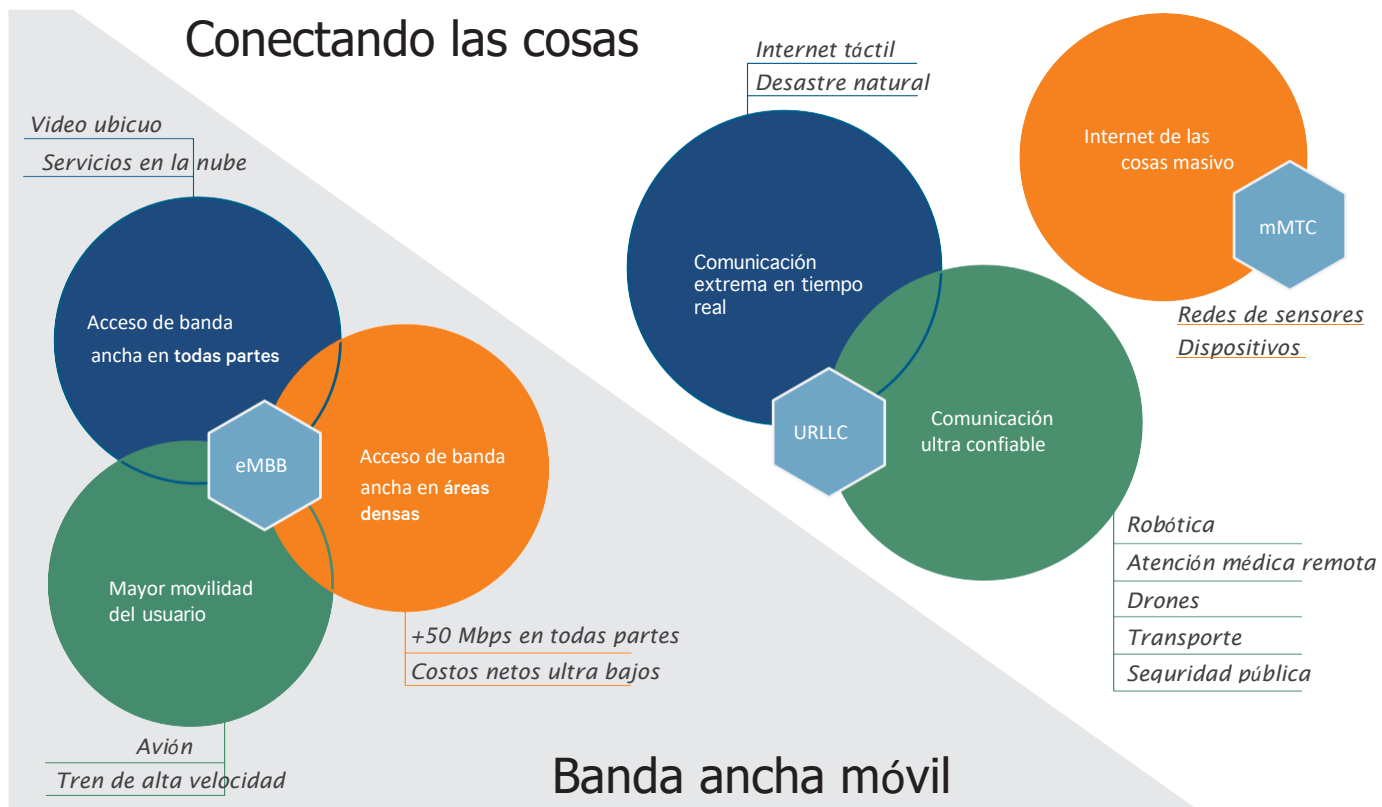 Conectando las cosas
Video ubicuo
Servicios en la nube
Acceso de banda
ancha en todas partes
eMBB
Acceso de banda
ancha en áreas
densas
Mayor movilidad
del usuario
+50 Mbps en todas partes
Costos netos ultra bajos
Avión
Tren de alta velocidad
Banda ancha móvil
Internet táctil
Desastre natural
Comunicación
extrema en tiempo
real
URLLC
Comunicación
ultra confiable
Internet de las
cosas masivo
mMTC
Redes de sensores
Dispositivos
Robótica
Atención médica remota
Drones
Transporte
Seguridad pública